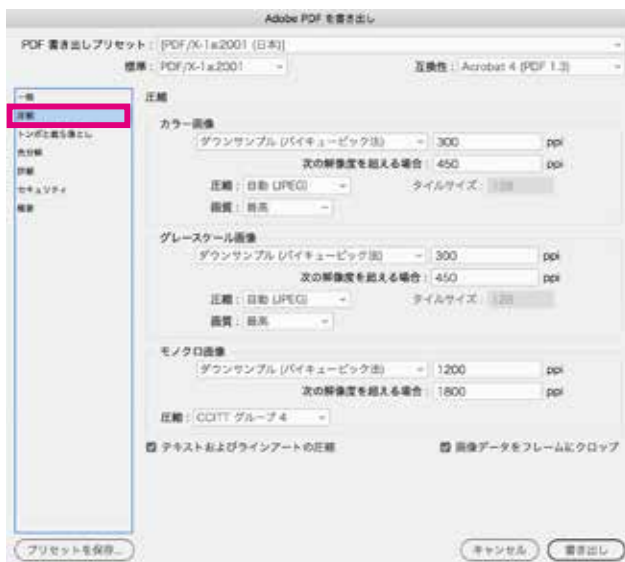 Adobe PDF を書き出し
PDF 書き出しプリセット： [PDF/X-1a:2001 (日本)]
標準： PDF/X-1a:2001 互換性： Acrobat 4 (PDF 1.3)
一般
圧縮
トンボと裁ち落とし
色分解
詳細
セキュリティ
概要
圧縮
カラー画像
ダウンサンプル (バイキュービック法) 300 ppi
次の解像度を超える場合： 450 ppi
圧縮： 自動 (JPEG) タイルサイズ： 128
画質： 最高
グレースケール画像
ダウンサンプル (バイキュービック法) 300 ppi
次の解像度を超える場合： 450 ppi
圧縮： 自動 (JPEG) タイルサイズ： 128
画質： 最高
モノクロ画像
ダウンサンプル (バイキュービック法) 1200 ppi
次の解像度を超える場合： 1800 ppi
圧縮： CCITT グループ 4
テキストおよびラインアートの圧縮 画像データをフレームにクロップ
プリセットを保存... キャンセル 書き出し